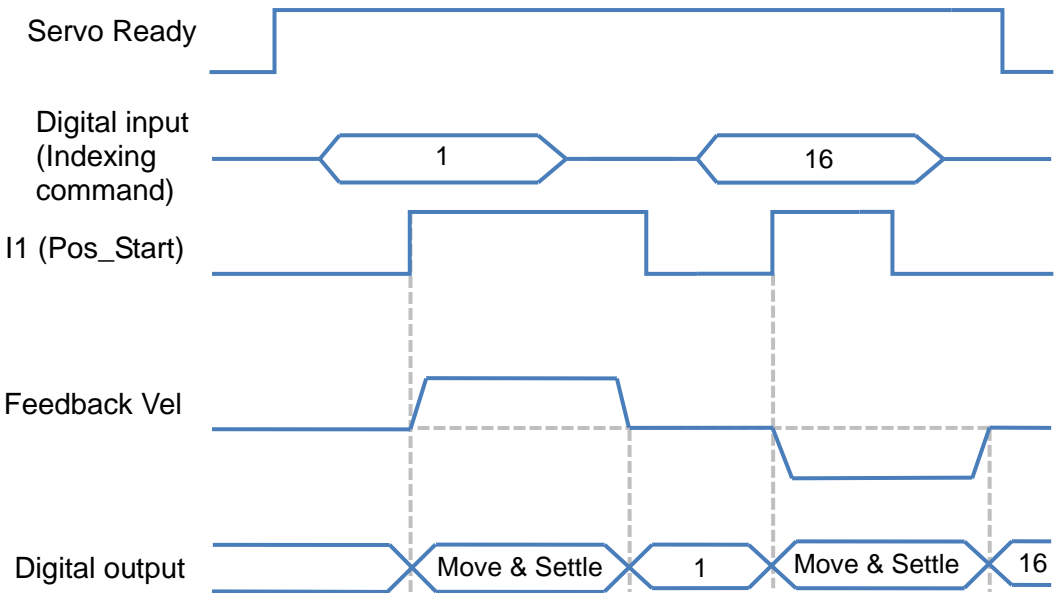 Servo Ready
Digital input
(Indexing
command)
1
16
I1 (Pos_Start)
Feedback Vel
Digital output
Move & Settle
1
Move & Settle
16